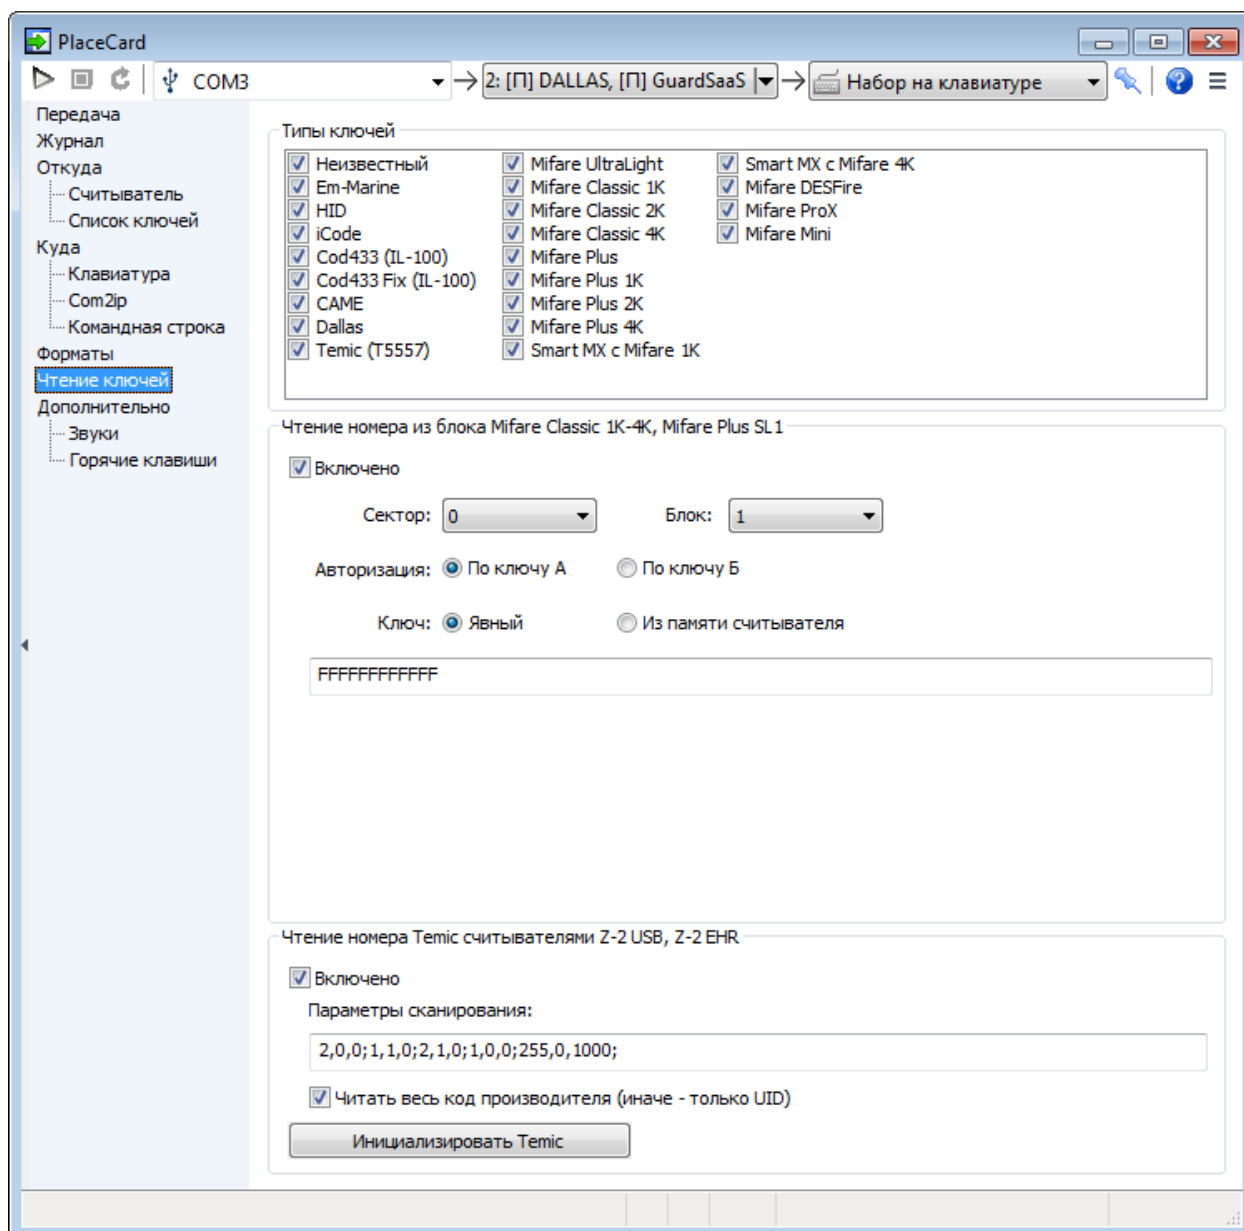 PlaceCard
COM3
2: [П] DALLAS, [П] GuardSaaS
Набор на клавиатуре
Передача
Журнал
Откуда
Считыватель
Список ключей
Куда
Клавиатура
Com2ip
Командная строка
Форматы
Чтение ключей
Дополнительно
Звуки
Горячие клавиши
Типы ключей
Неизвестный
Em-Marine
HID
iCode
Cod433 (IL-100)
Cod433 Fix (IL-100)
CAME
Dallas
Temic (T5557)
Mifare UltraLight
Mifare Classic 1K
Mifare Classic 2K
Mifare Classic 4K
Mifare Plus
Mifare Plus 1K
Mifare Plus 2K
Mifare Plus 4K
Smart MX с Mifare 1K
Smart MX с Mifare 4K
Mifare DESFire
Mifare ProX
Mifare Mini
Чтение номера из блока Mifare Classic 1K-4K, Mifare Plus SL1
Включено
Сектор: 0 Блок: 1
Авторизация: По ключу А По ключу Б
Ключ: Явный Из памяти считывателя
FFFFFFFFFFFF
Чтение номера Temic считывателями Z-2 USB, Z-2 EHR
Включено
Параметры сканирования:
2,0,0;1,1,0;2,1,0;1,0,0;255,0,1000;
Читать весь код производителя (иначе - только UID)
Инициализировать Temic